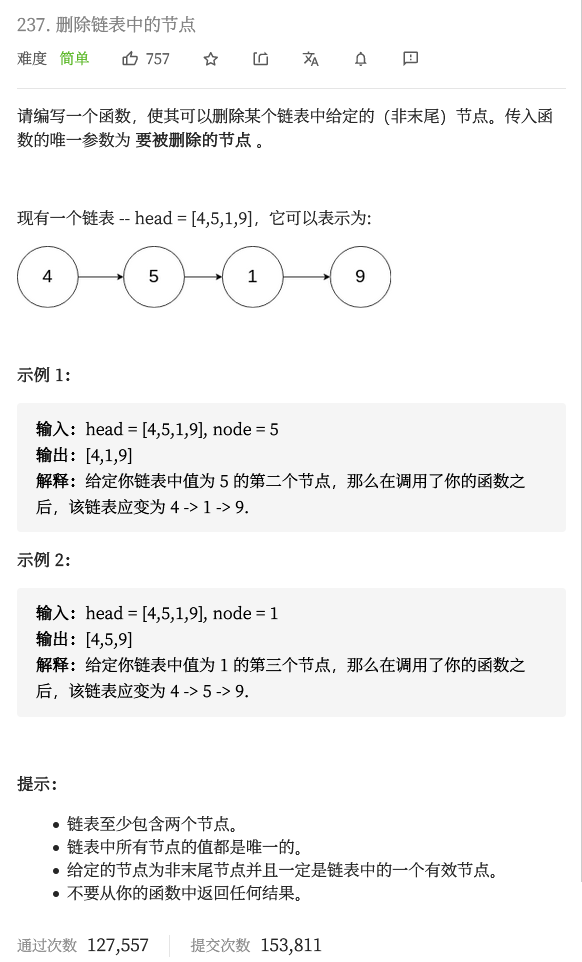 237. 删除链表中的节点
难度 简单 757
请编写一个函数，使其可以删除某个链表中给定的（非末尾）节点。传入函
数的唯一参数为 要被删除的节点 。
现有一个链表 -- head = [4,5,1,9]，它可以表示为:
4 5 1 9
示例 1：
输入：head = [4,5,1,9], node = 5
输出：[4,1,9]
解释：给定你链表中值为 5 的第二个节点，那么在调用了你的函数之
后，该链表应变为 4 -> 1 -> 9.
示例 2：
输入：head = [4,5,1,9], node = 1
输出：[4,5,9]
解释：给定你链表中值为 1 的第三个节点，那么在调用了你的函数之
后，该链表应变为 4 -> 5 -> 9.
提示：
• 链表至少包含两个节点。
• 链表中所有节点的值都是唯一的。
• 给定的节点为非末尾节点并且一定是链表中的一个有效节点。
• 不要从你的函数中返回任何结果。
通过次数 127,557 提交次数 153,811